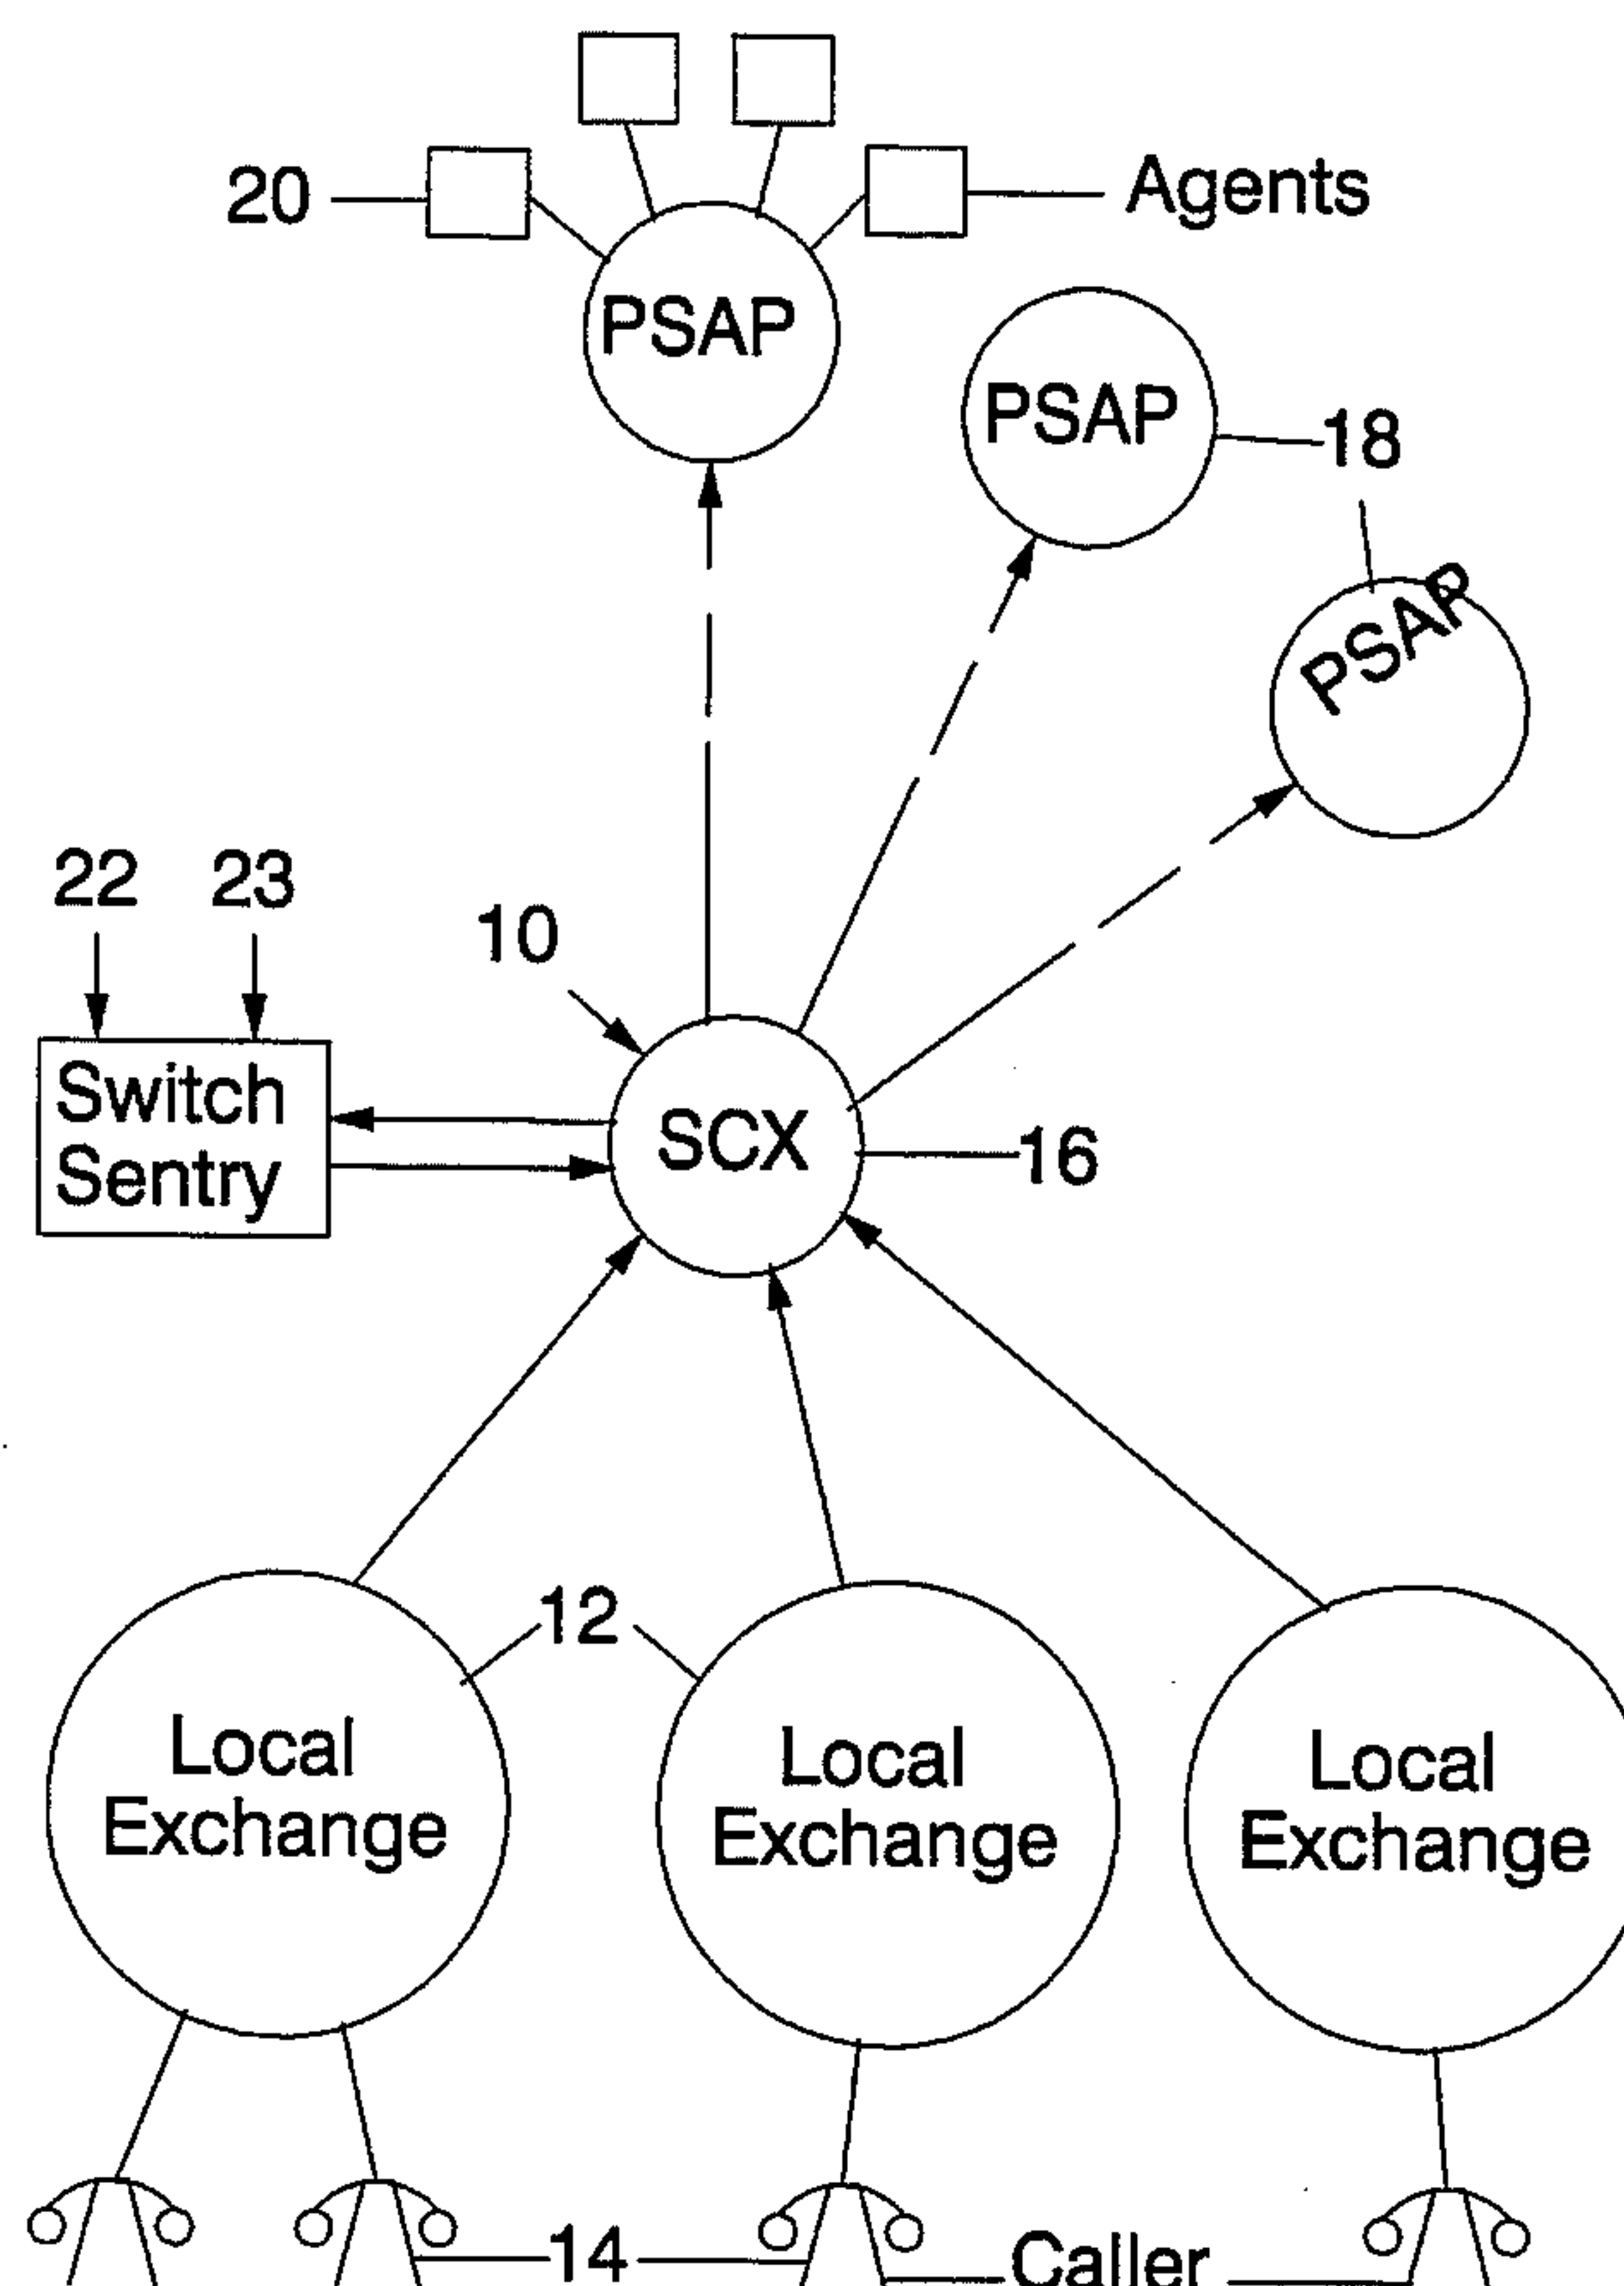 20
Agents
PSAP
PSAP
18
PSAP
22
23
10
Switch
Sentry
SCX
16
12
Local
Exchange
Local
Exchange
Local
Exchange
14
Caller